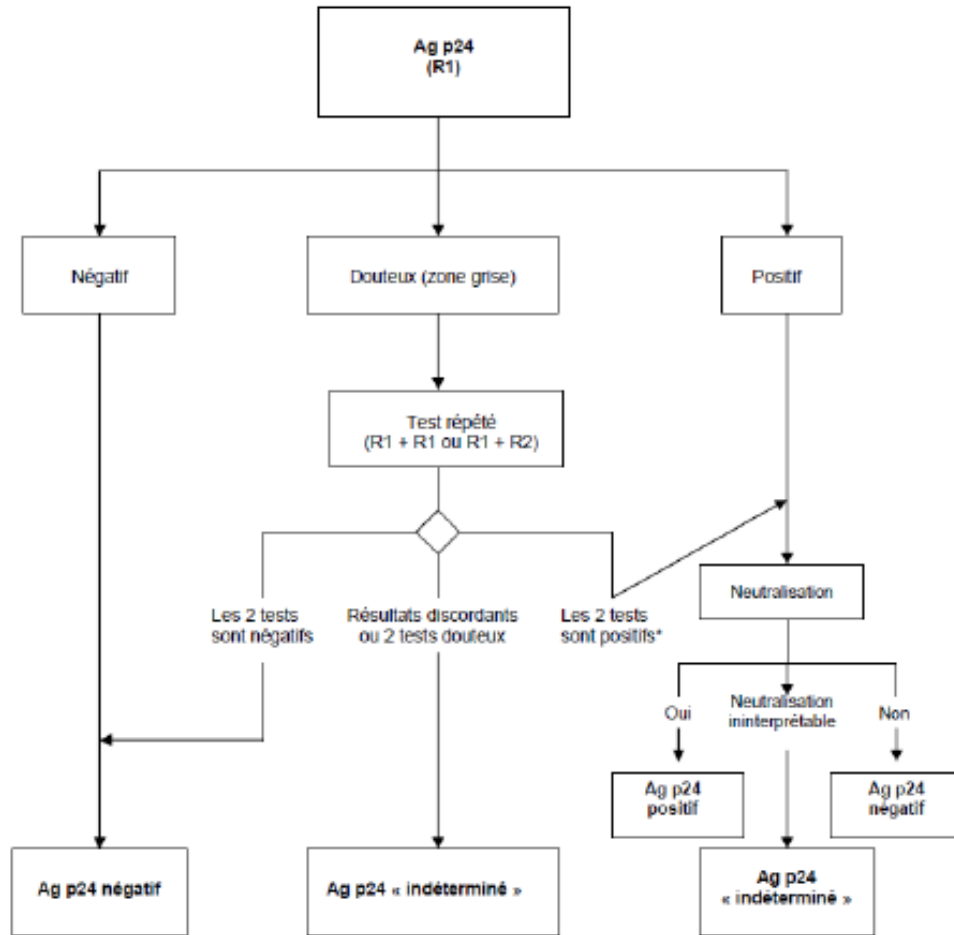 Ag p24
(R1)
Négatif
Douteux (zone grise)
Positif
Test répété
(R1 + R1 ou R1 + R2)
Les 2 tests
sont négatifs
Résultats discordants
ou 2 tests douteux
Les 2 tests
sont positifs*
Neutralisation
Oui
Neutralisation
ininterprétable
Non
Ag p24
positif
Ag p24
négatif
Ag p24 négatif
Ag p24 « indéterminé »
Ag p24
« indéterminé »